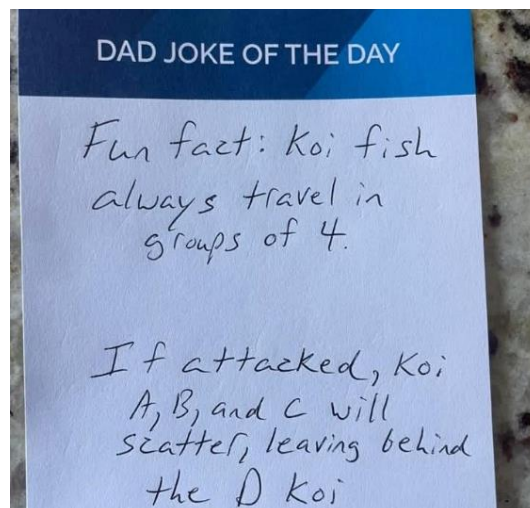 DAD JOKE OF THE DAY
Fun fact: Koi fish
always travel in
groups of 4.
If attacked, Koi
A, B, and C will
scatter, leaving behind
the D Koi